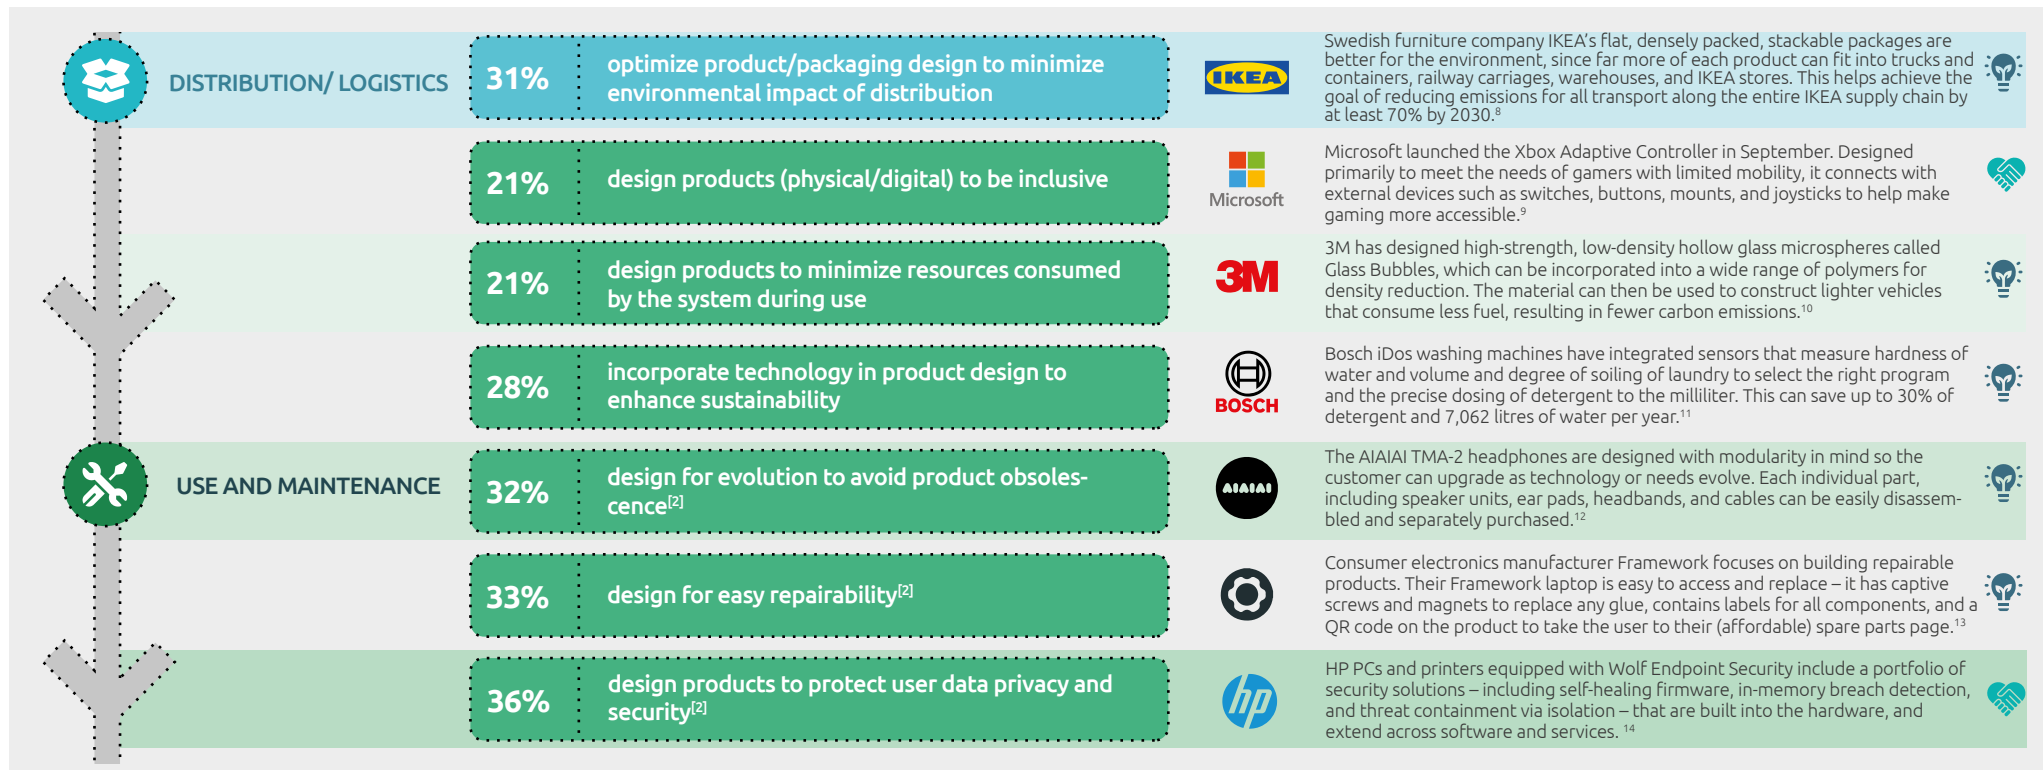 DISTRIBUTION/ LOGISTICS
31%
optimize product/packaging design to minimize
environmental impact of distribution
IKEA
Swedish furniture company IKEA's flat, densely packed, stackable packages are
better for the environment, since far more of each product can fit into trucks and
containers, railway carriages, warehouses, and IKEA stores. This helps achieve the
goal of reducing emissions for all transport along the entire IKEA supply chain by
at least 70% by 2030.8
21%
design products (physical/digital) to be inclusive
Microsoft
Microsoft launched the Xbox Adaptive Controller in September. Designed
primarily to meet the needs of gamers with limited mobility, it connects with
external devices such as switches, buttons, mounts, and joysticks to help make
gaming more accessible.9
21%
design products to minimize resources consumed
by the system during use
3M
3M has designed high-strength, low-density hollow glass microspheres called
Glass Bubbles, which can be incorporated into a wide range of polymers for
density reduction. The material can then be used to construct lighter vehicles
that consume less fuel, resulting in fewer carbon emissions.10
28%
incorporate technology in product design to
enhance sustainability
BOSCH
Bosch iDos washing machines have integrated sensors that measure hardness of
water and volume and degree of soiling of laundry to select the right program
and the precise dosing of detergent to the milliliter. This can save up to 30% of
detergent and 7,062 litres of water per year.11
USE AND MAINTENANCE
32%
design for evolution to avoid product obsoles-
cence[2]
AIAIAI
The AIAIAI TMA-2 headphones are designed with modularity in mind so the
customer can upgrade as technology or needs evolve. Each individual part,
including speaker units, ear pads, headbands, and cables can be easily disassem-
bled and separately purchased.12
33%
design for easy repairability[2]
Consumer electronics manufacturer Framework focuses on building repairable
products. Their Framework laptop is easy to access and replace – it has captive
screws and magnets to replace any glue, contains labels for all components, and a
QR code on the product to take the user to their (affordable) spare parts page.13
36%
design products to protect user data privacy and
security[2]
hp
HP PCs and printers equipped with Wolf Endpoint Security include a portfolio of
security solutions – including self-healing firmware, in-memory breach detection,
and threat containment via isolation – that are built into the hardware, and
extend across software and services. 14